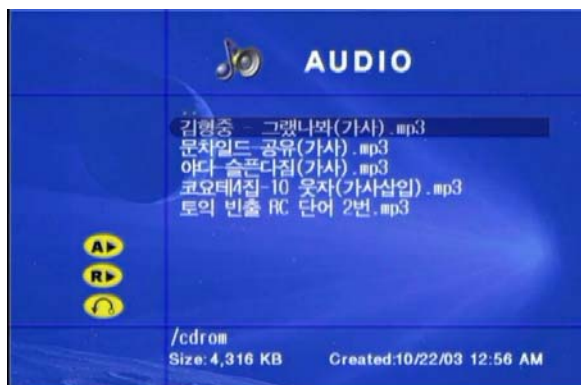 AUDIO
..
김형중 - 그랬나봐(가사).mp3
문차일드 공유(가사).mp3
야다 슬픈다짐(가사).mp3
코요테4집-10 웃자(가사삽입).mp3
토익 빈출 RC 단어 2번.mp3
A
R
/cdrom
Size:4,316 KB Created:10/22/03 12:56 AM